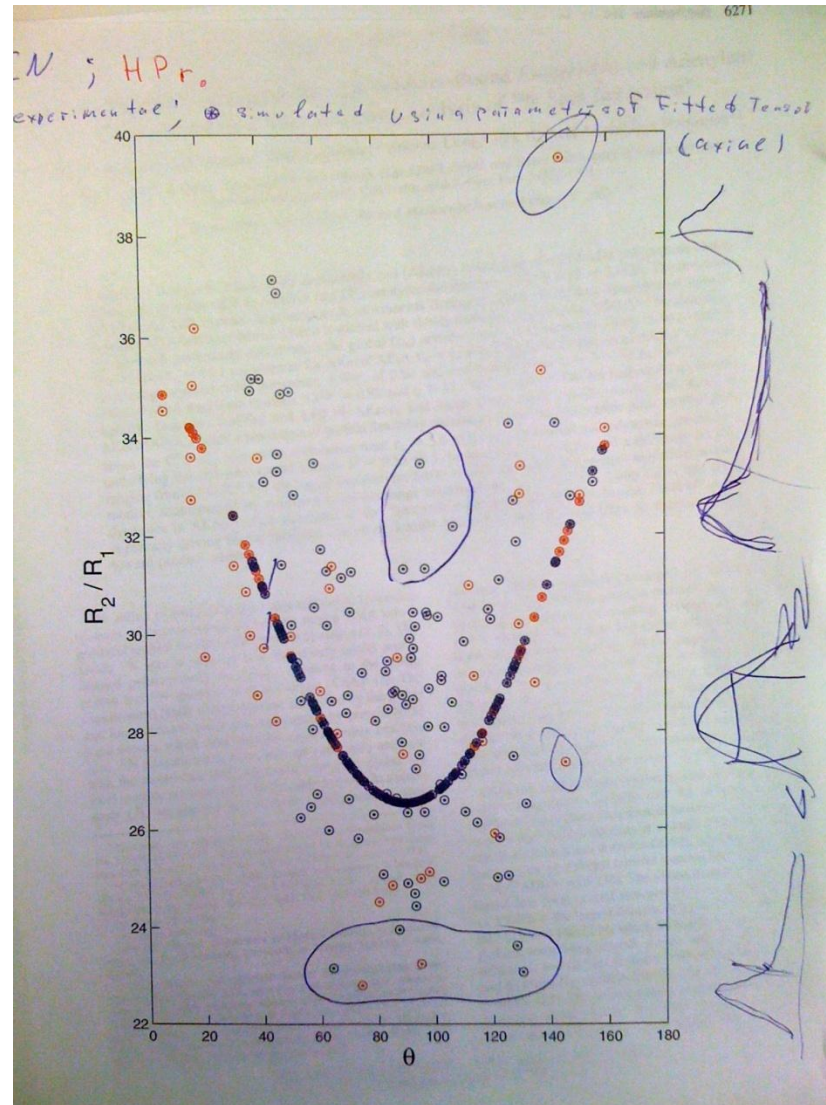 6271
IN ; HPr.
experimental; ⊛ simulated using parameters of Fitted Tensor
(axial)
40
38
36
34
32
30
28
26
24
22
R₂ / R₁
0 20 40 60 80 100 120 140 160 180
θ